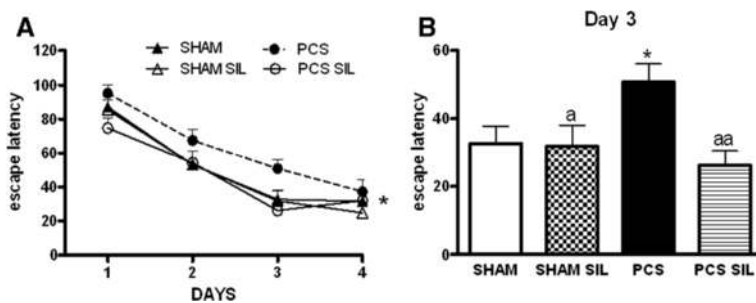 A
SHAM
PCS
SHAM SIL
PCS SIL
escape latency
120
100
80
60
40
20
0
*
1 2 3 4
DAYS
B
Day 3
escape latency
60
40
20
0
a
*
aa
SHAM SHAM SIL PCS PCS SIL